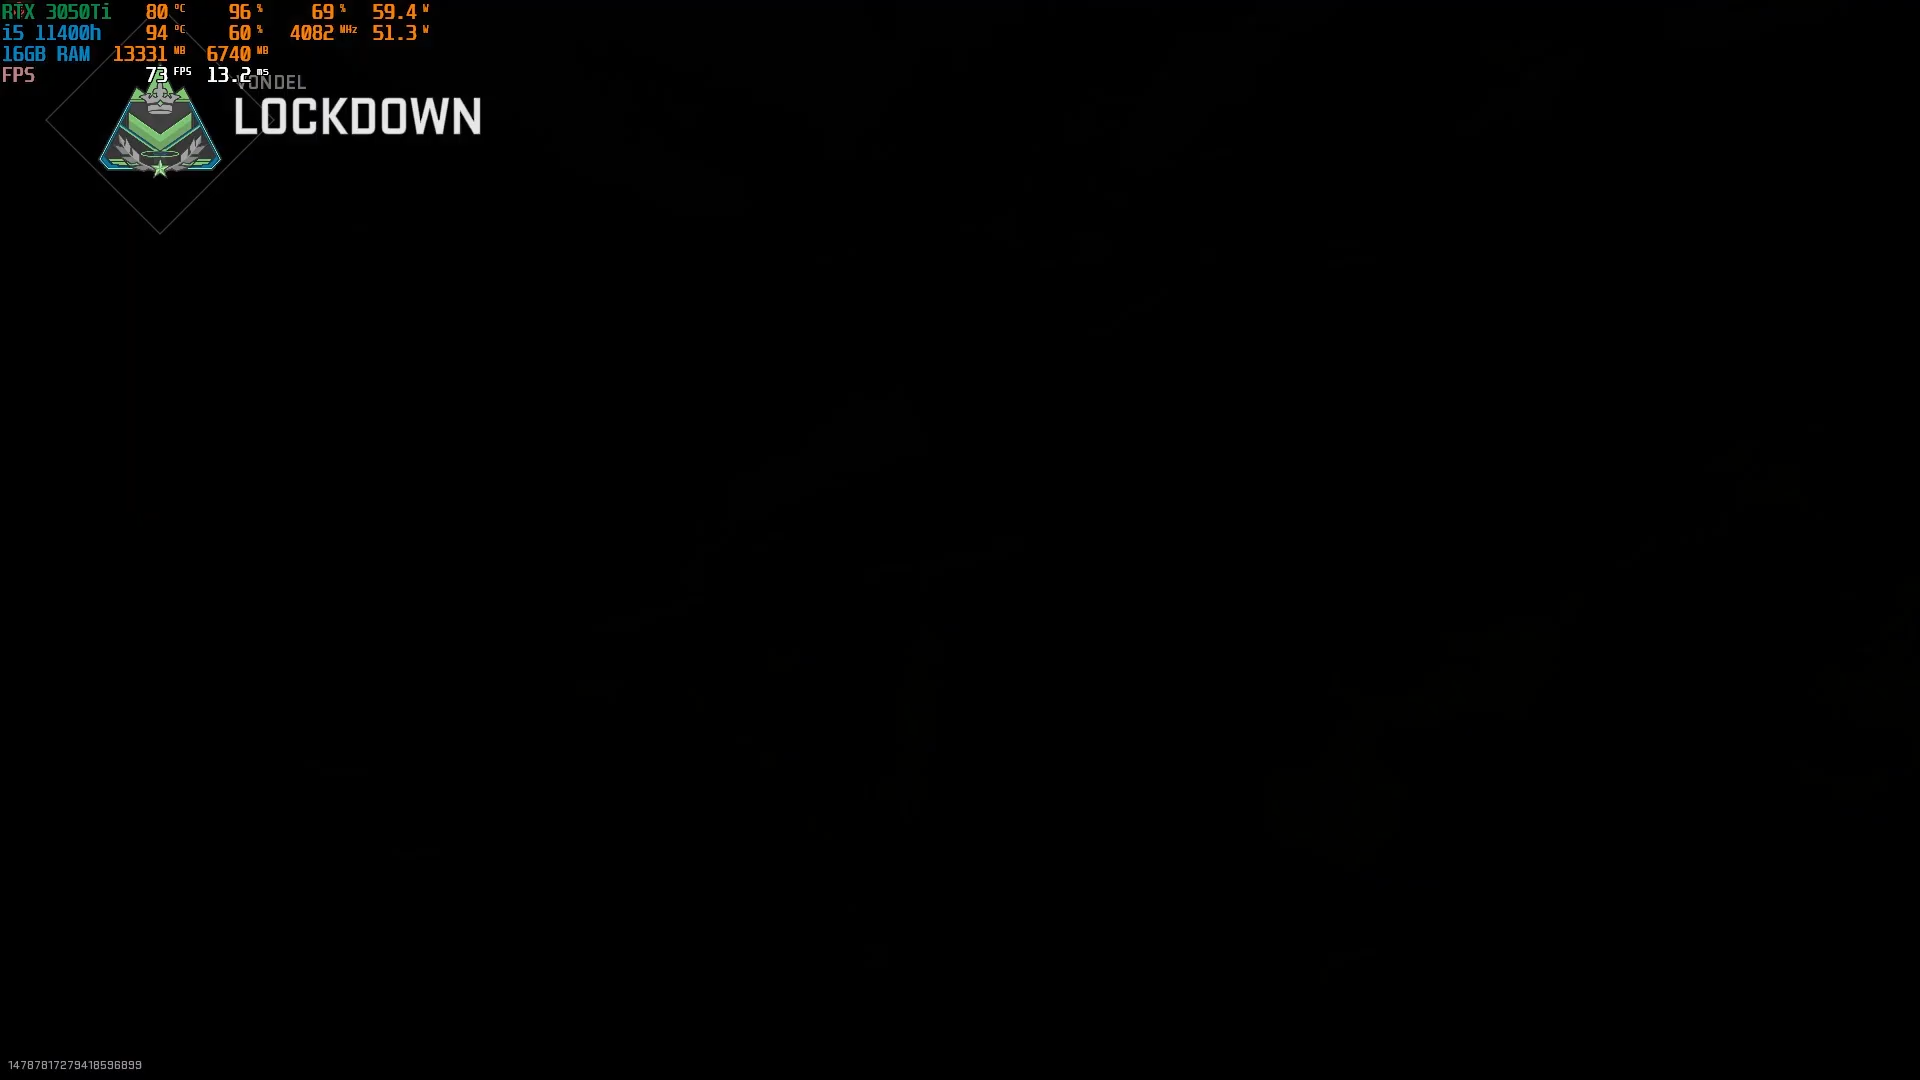 RTX 3050Ti 80 °C 96 % 69 % 59.4 W
i5 11400h 94 °C 60 % 4082 MHz 51.3 W
16GB RAM 13331 MB 6740 MB
FPS 73 FPS 13.2 ms
VONDEL
LOCKDOWN
14787817279418596899